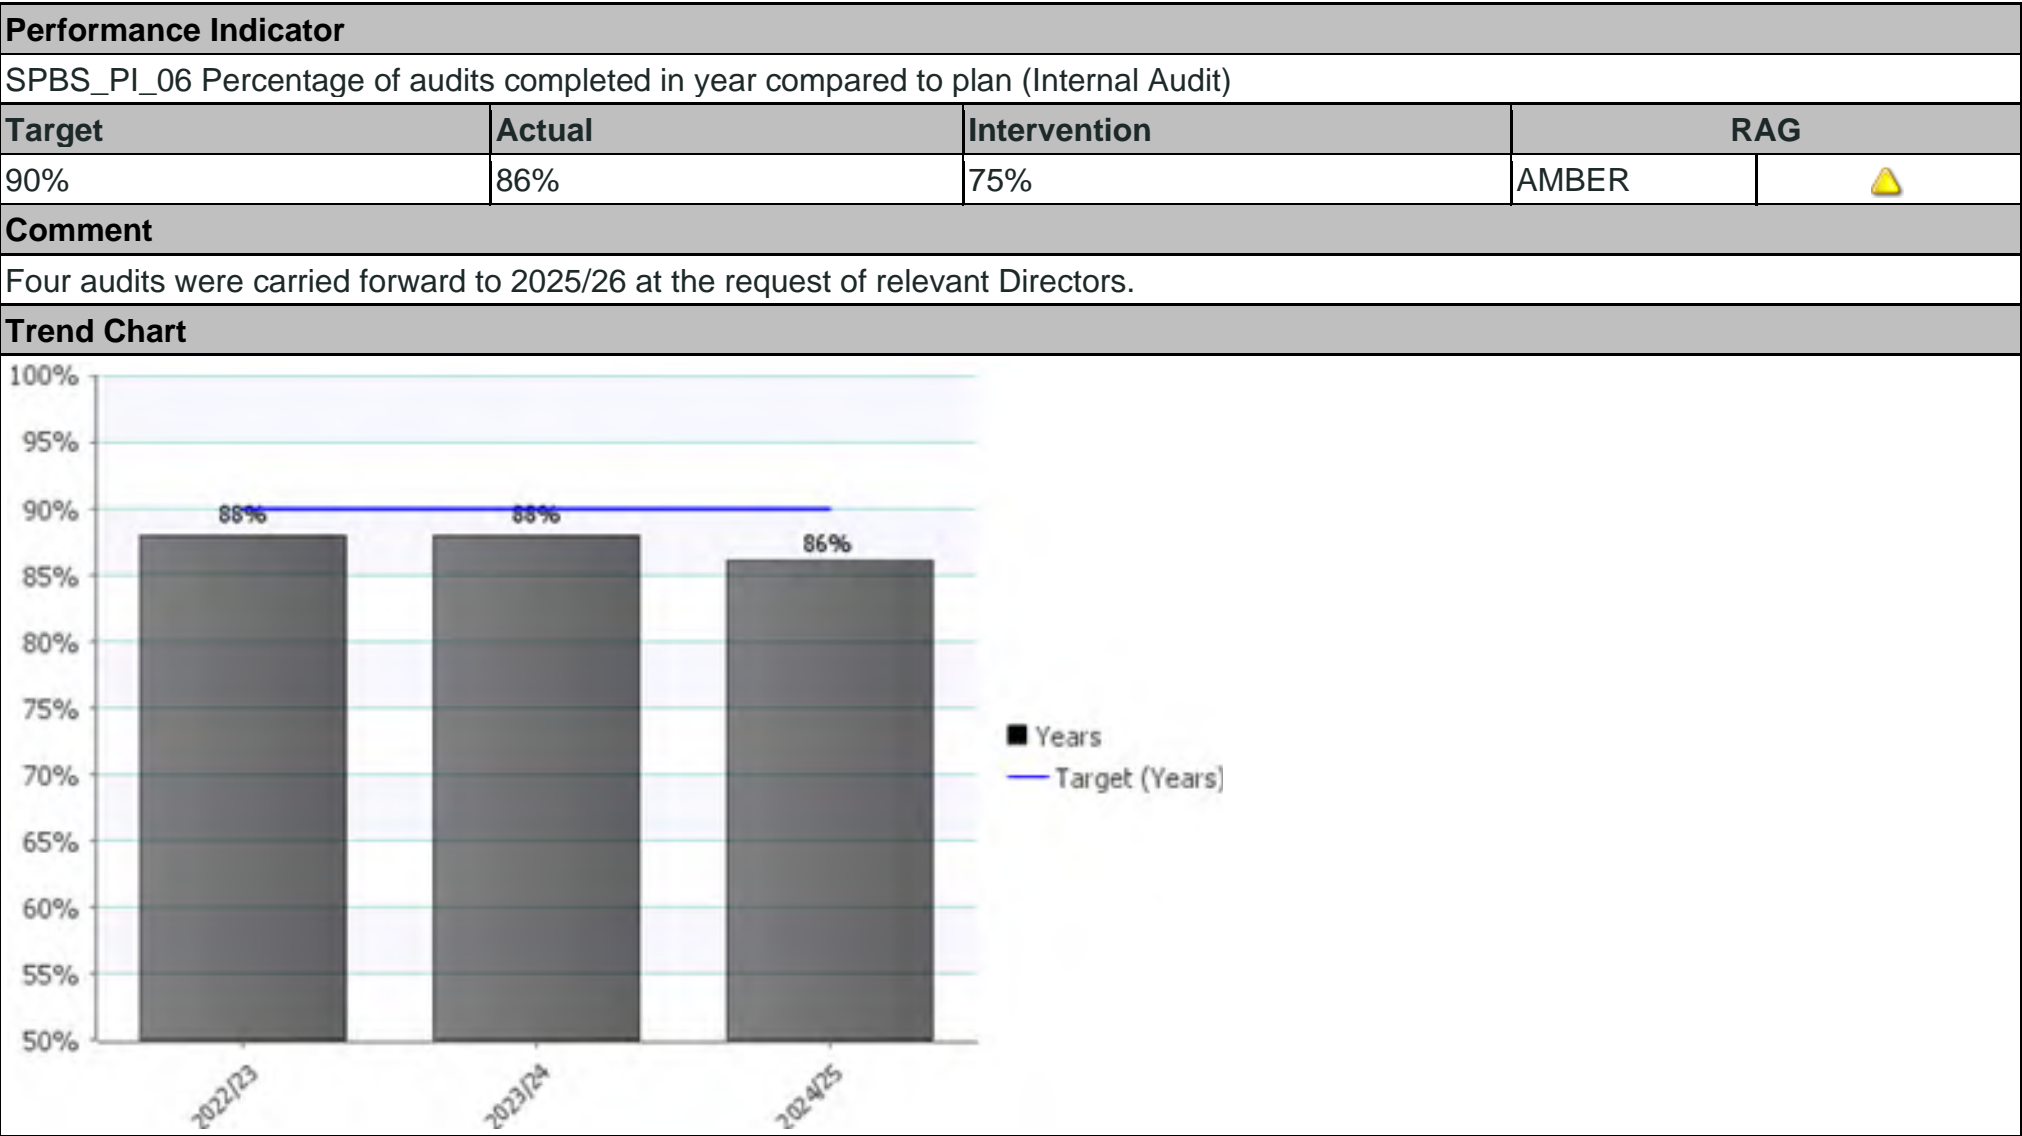 Performance Indicator
SPBS_PI_06 Percentage of audits completed in year compared to plan (Internal Audit)
Target Actual Intervention RAG
90% 86% 75% AMBER
Comment
Four audits were carried forward to 2025/26 at the request of relevant Directors.
Trend Chart
100%
95%
90%
85%
80%
75%
70%
65%
60%
55%
50%
88%
88%
86%
2022/23
2023/24
2024/25
Years
Target (Years)